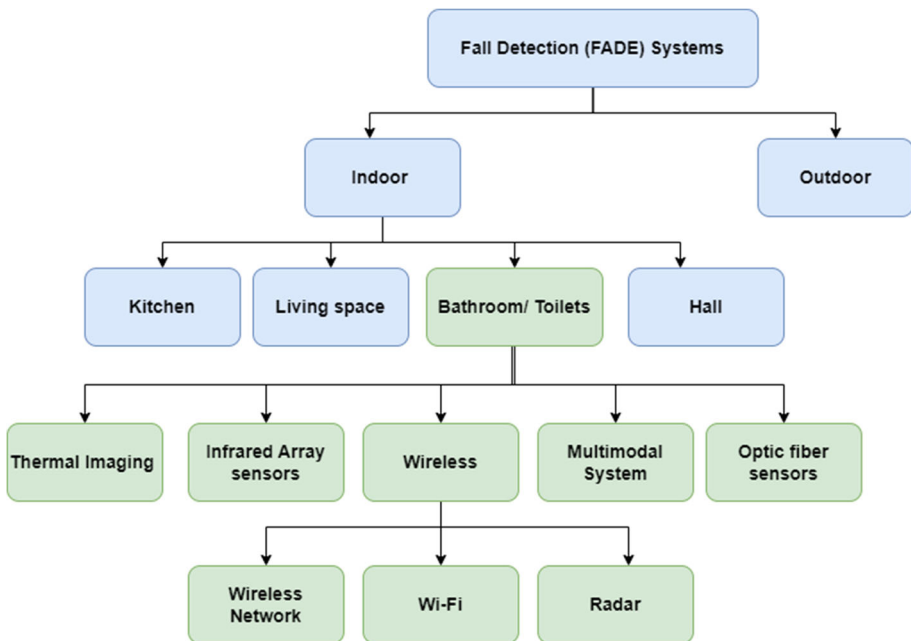 Fall Detection (FADE) Systems
Indoor
Outdoor
Kitchen
Living space
Bathroom/ Toilets
Hall
Thermal Imaging
Infrared Array
sensors
Wireless
Multimodal
System
Optic fiber
sensors
Wireless
Network
Wi-Fi
Radar